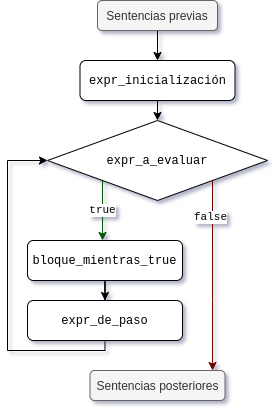 Sentencias previas
expr_inicialización
expr_a_evaluar
true
false
bloque_mientras_true
expr_de_paso
Sentencias posteriores